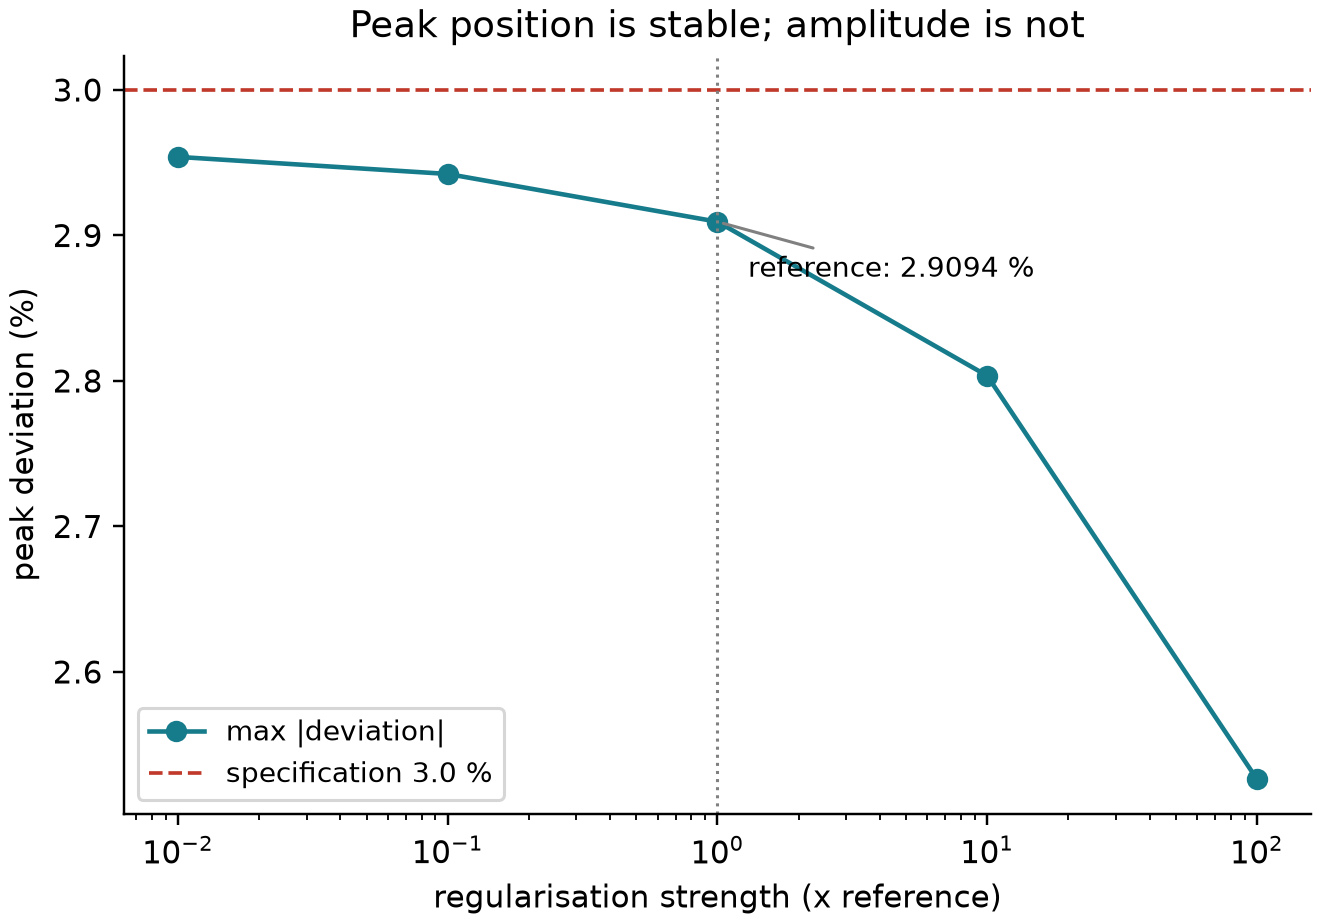 Peak position is stable; amplitude is not
peak deviation (%)
3.0
2.9
2.8
2.7
2.6
reference: 2.9094 %
max |deviation|
specification 3.0 %
10⁻² 10⁻¹ 10⁰ 10¹ 10²
regularisation strength (x reference)